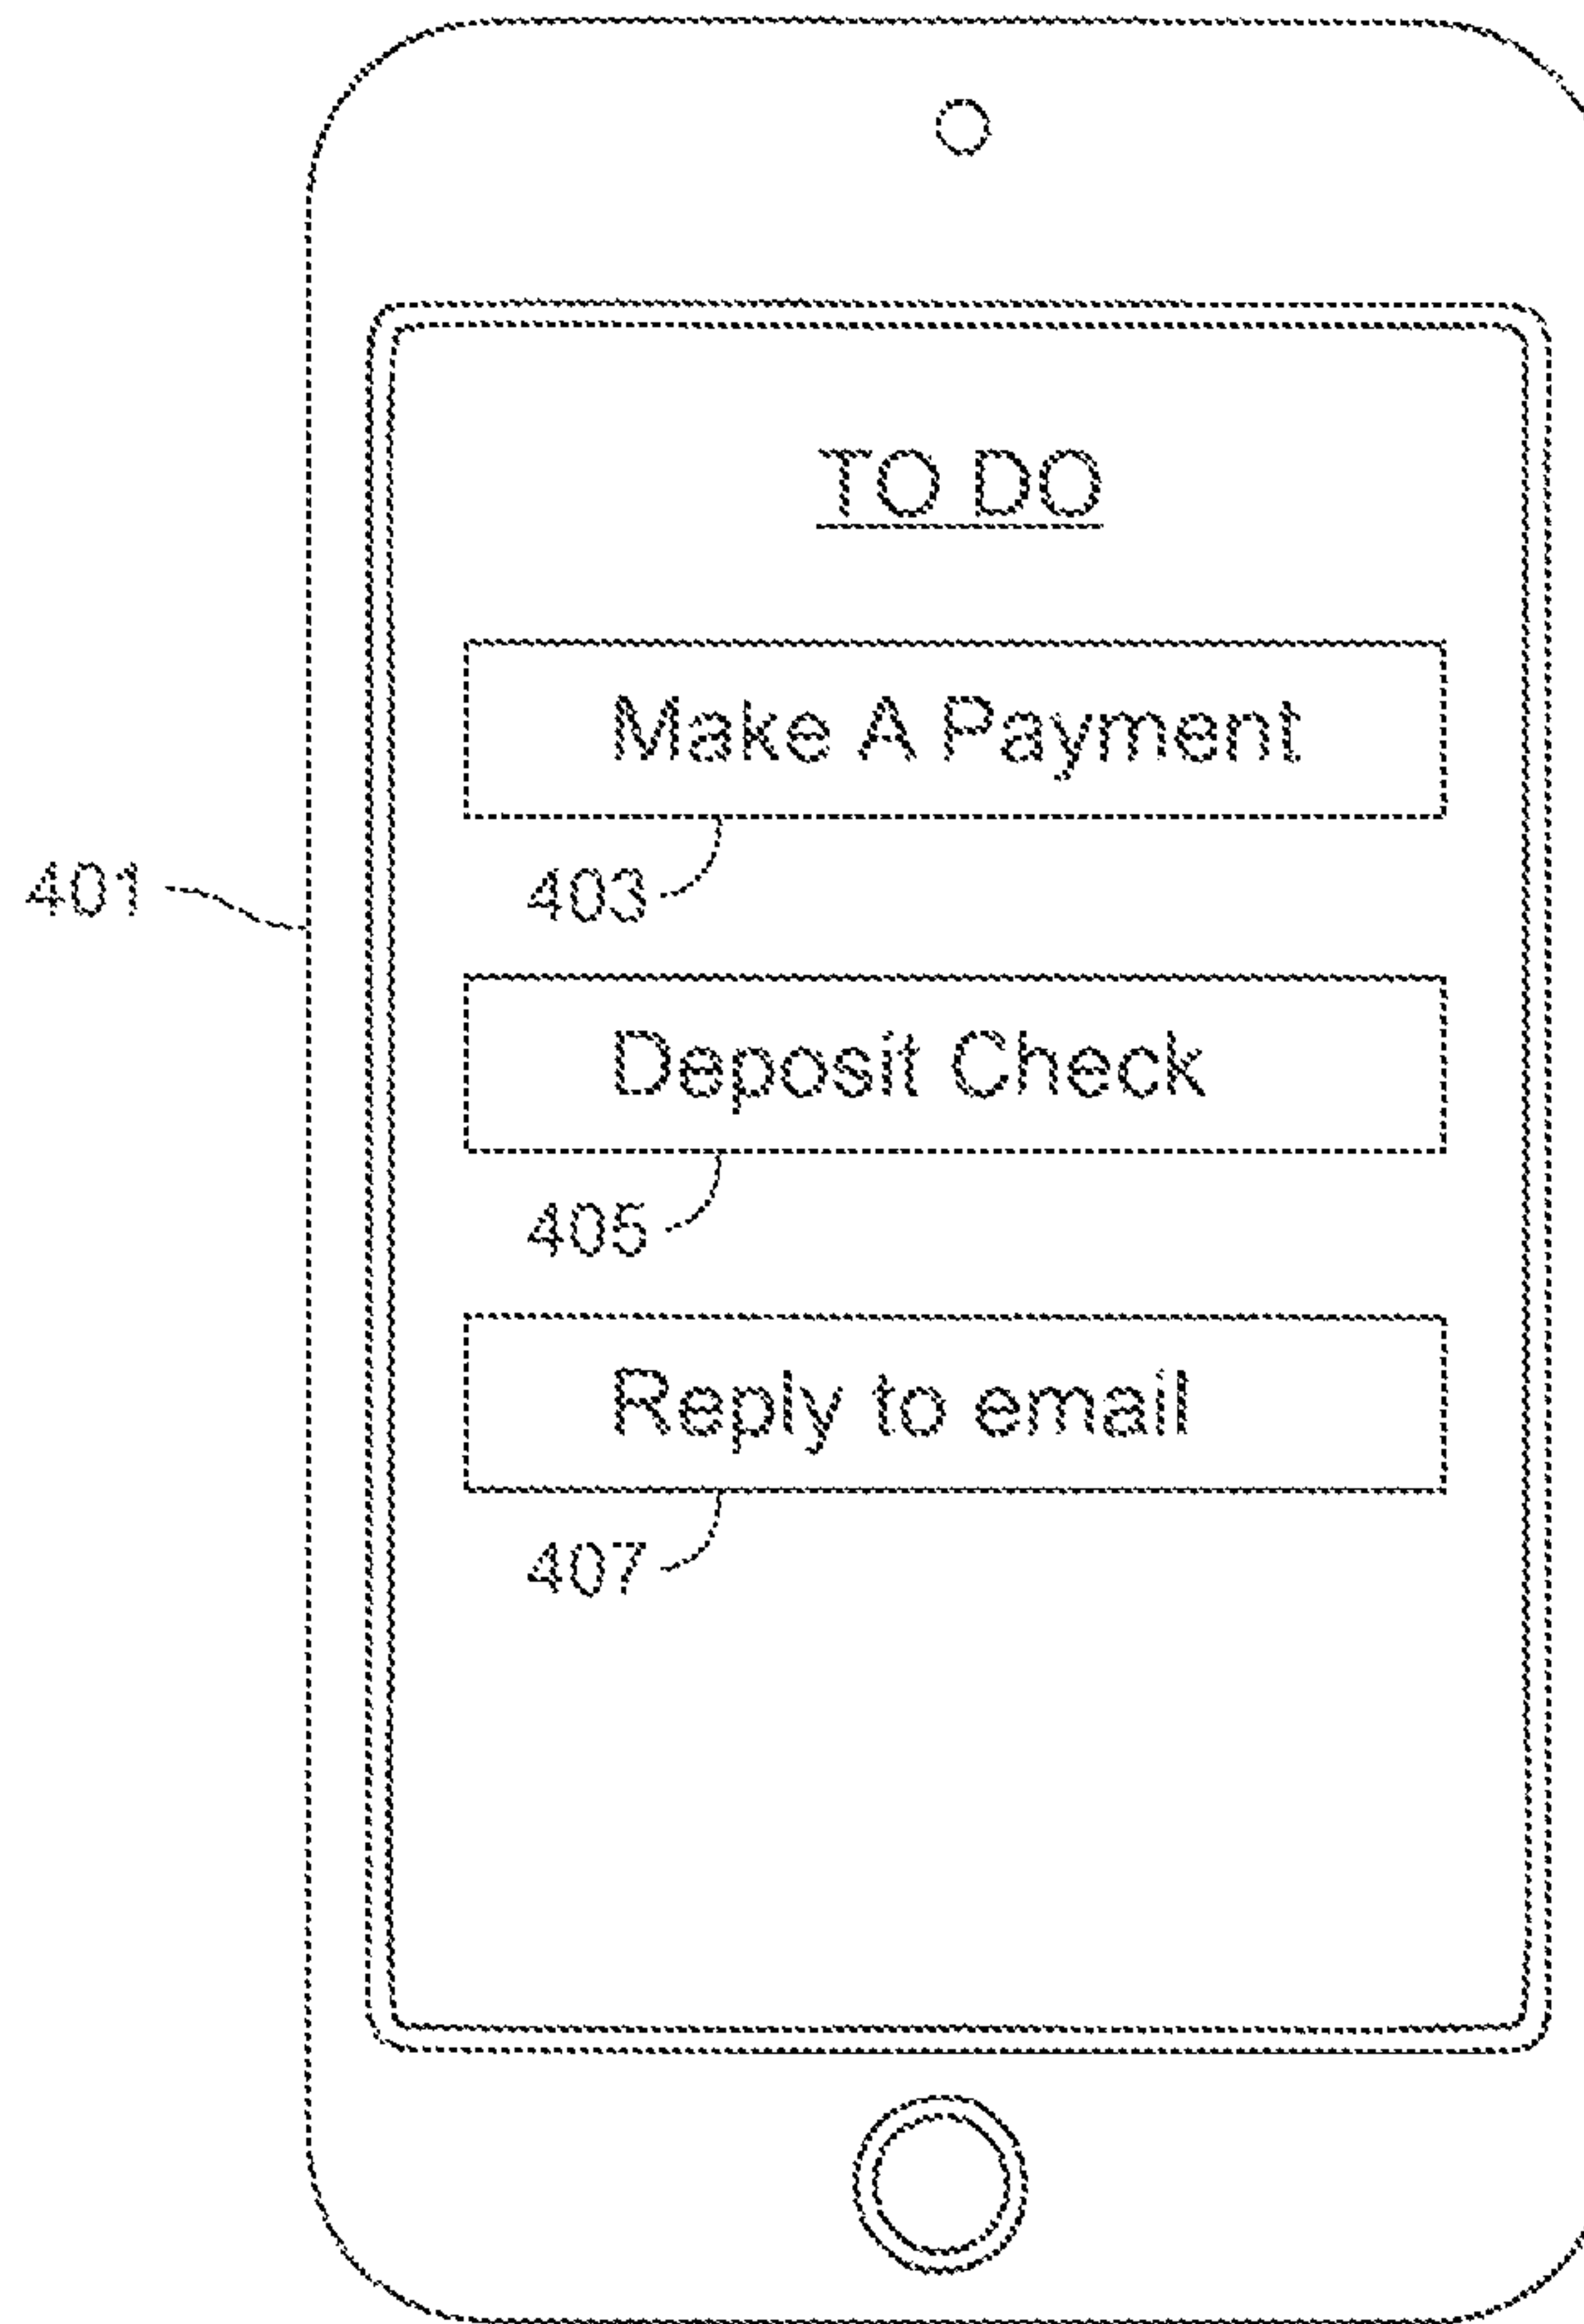 TO DO
Make A Payment
401
403
Deposit Check
405
Reply to email
407